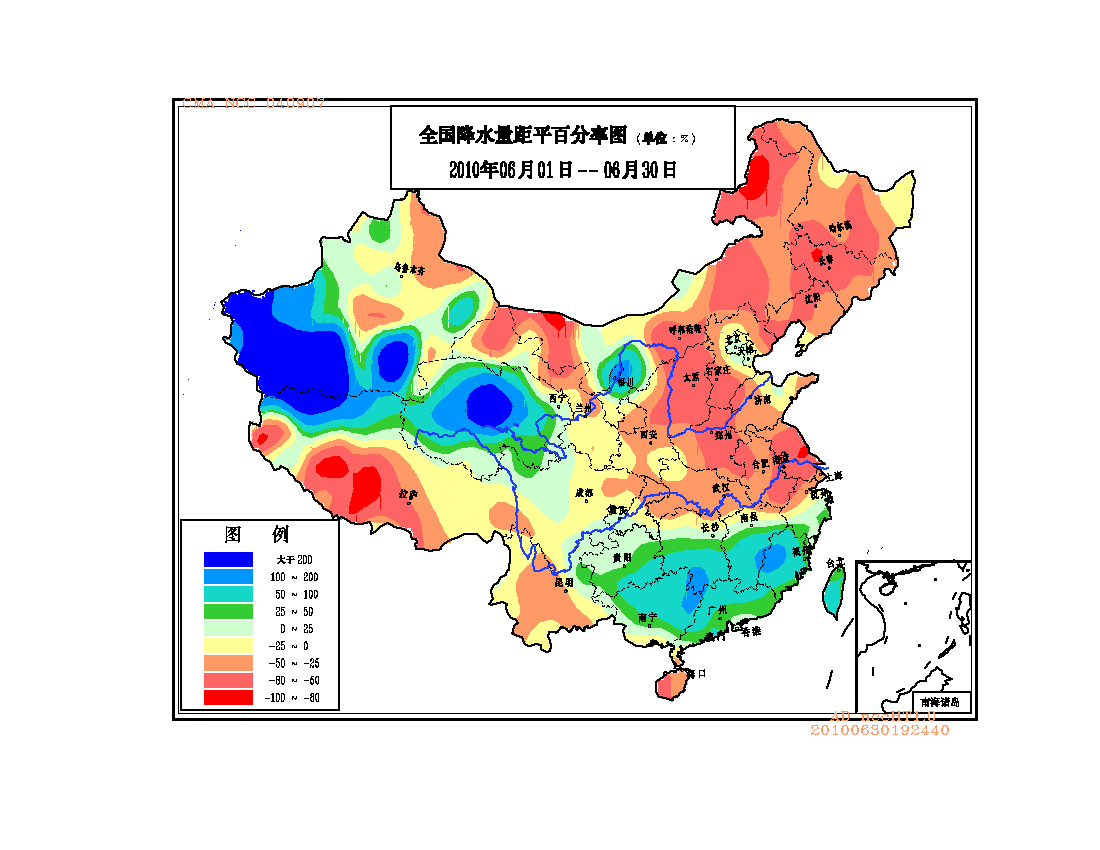 CMA NCC 040907
全国降水量距平百分率图 (单位:%)
2010年06月01日--06月30日
哈尔滨
长春
乌鲁木齐
沈阳
呼和浩特
北京
天津
银川
太原
石家庄
西宁
济南
兰州
西安
郑州
合肥
南京
上海
成都
拉萨
武汉
杭州
重庆
长沙
南昌
贵阳
福州
台北
昆明
南宁
广州
澳门
香港
海口
图 例
大于200
100 ~ 200
50 ~ 100
25 ~ 50
0 ~ 25
-25 ~ 0
-50 ~ -25
-80 ~ -50
-100 ~ -80
南海诸岛
20100630192440